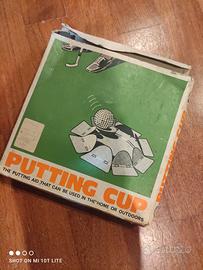 PUTTING CUP
THE PUTTING AID THAT CAN BE USED IN THE HOME OR OUTDOORS
SHOT ON MI 10T LITE